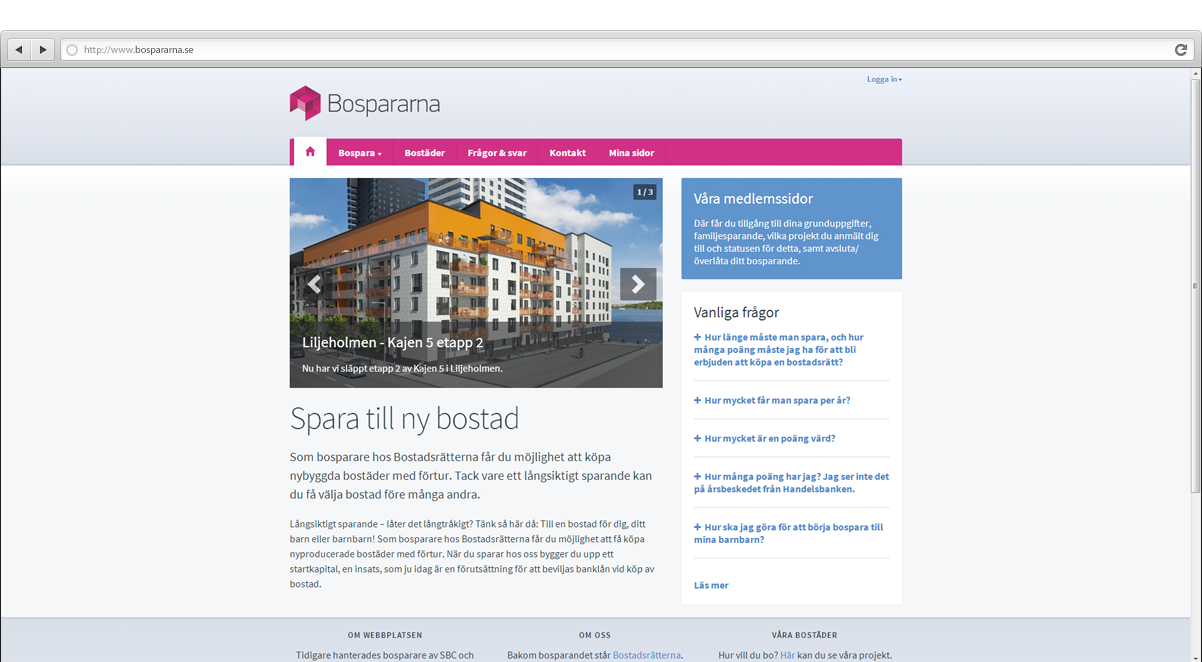 http://www.bospararna.se
Logga in
Bospararna
Bospara
Bostäder
Frågor & svar
Kontakt
Mina sidor
1 / 3
Liljeholmen - Kajen 5 etapp 2
Nu har vi släppt etapp 2 av Kajen 5 i Liljeholmen.
Spara till ny bostad
Som bosparare hos Bostadsrätterna får du möjlighet att köpa
nybyggda bostäder med förtur. Tack vare ett långsiktigt sparande kan
du få välja bostad före många andra.
Långsiktigt sparande – låter det långtråkigt? Tänk så här då: Till en bostad för dig, ditt
barn eller barnbarn! Som bosparare hos Bostadsrätterna får du möjlighet att få köpa
nyproducerade bostäder med förtur. När du sparar hos oss bygger du upp ett
startkapital, en insats, som ju idag är en förutsättning för att beviljas banklån vid köp av
bostad.
Våra medlemssidor
Där får du tillgång till dina grunduppgifter,
familjesparande, vilka projekt du anmält dig
till och statusen för detta, samt avsluta/
överlåta ditt bosparande.
Vanliga frågor
+ Hur länge måste man spara, och hur
många poäng måste jag ha för att bli
erbjuden att köpa en bostadsrätt?
+ Hur mycket får man spara per år?
+ Hur mycket är en poäng värd?
+ Hur många poäng har jag? Jag ser inte det
på årsbeskedet från Handelsbanken.
+ Hur ska jag göra för att börja bospara till
mina barnbarn?
Läs mer
OM WEBBPLATSEN
Tidigare hanterades bosparare av SBC och
OM OSS
Bakom bosparandet står Bostadsrätterna.
VÅRA BOSTÄDER
Hur vill du bo? Här kan du se våra projekt.